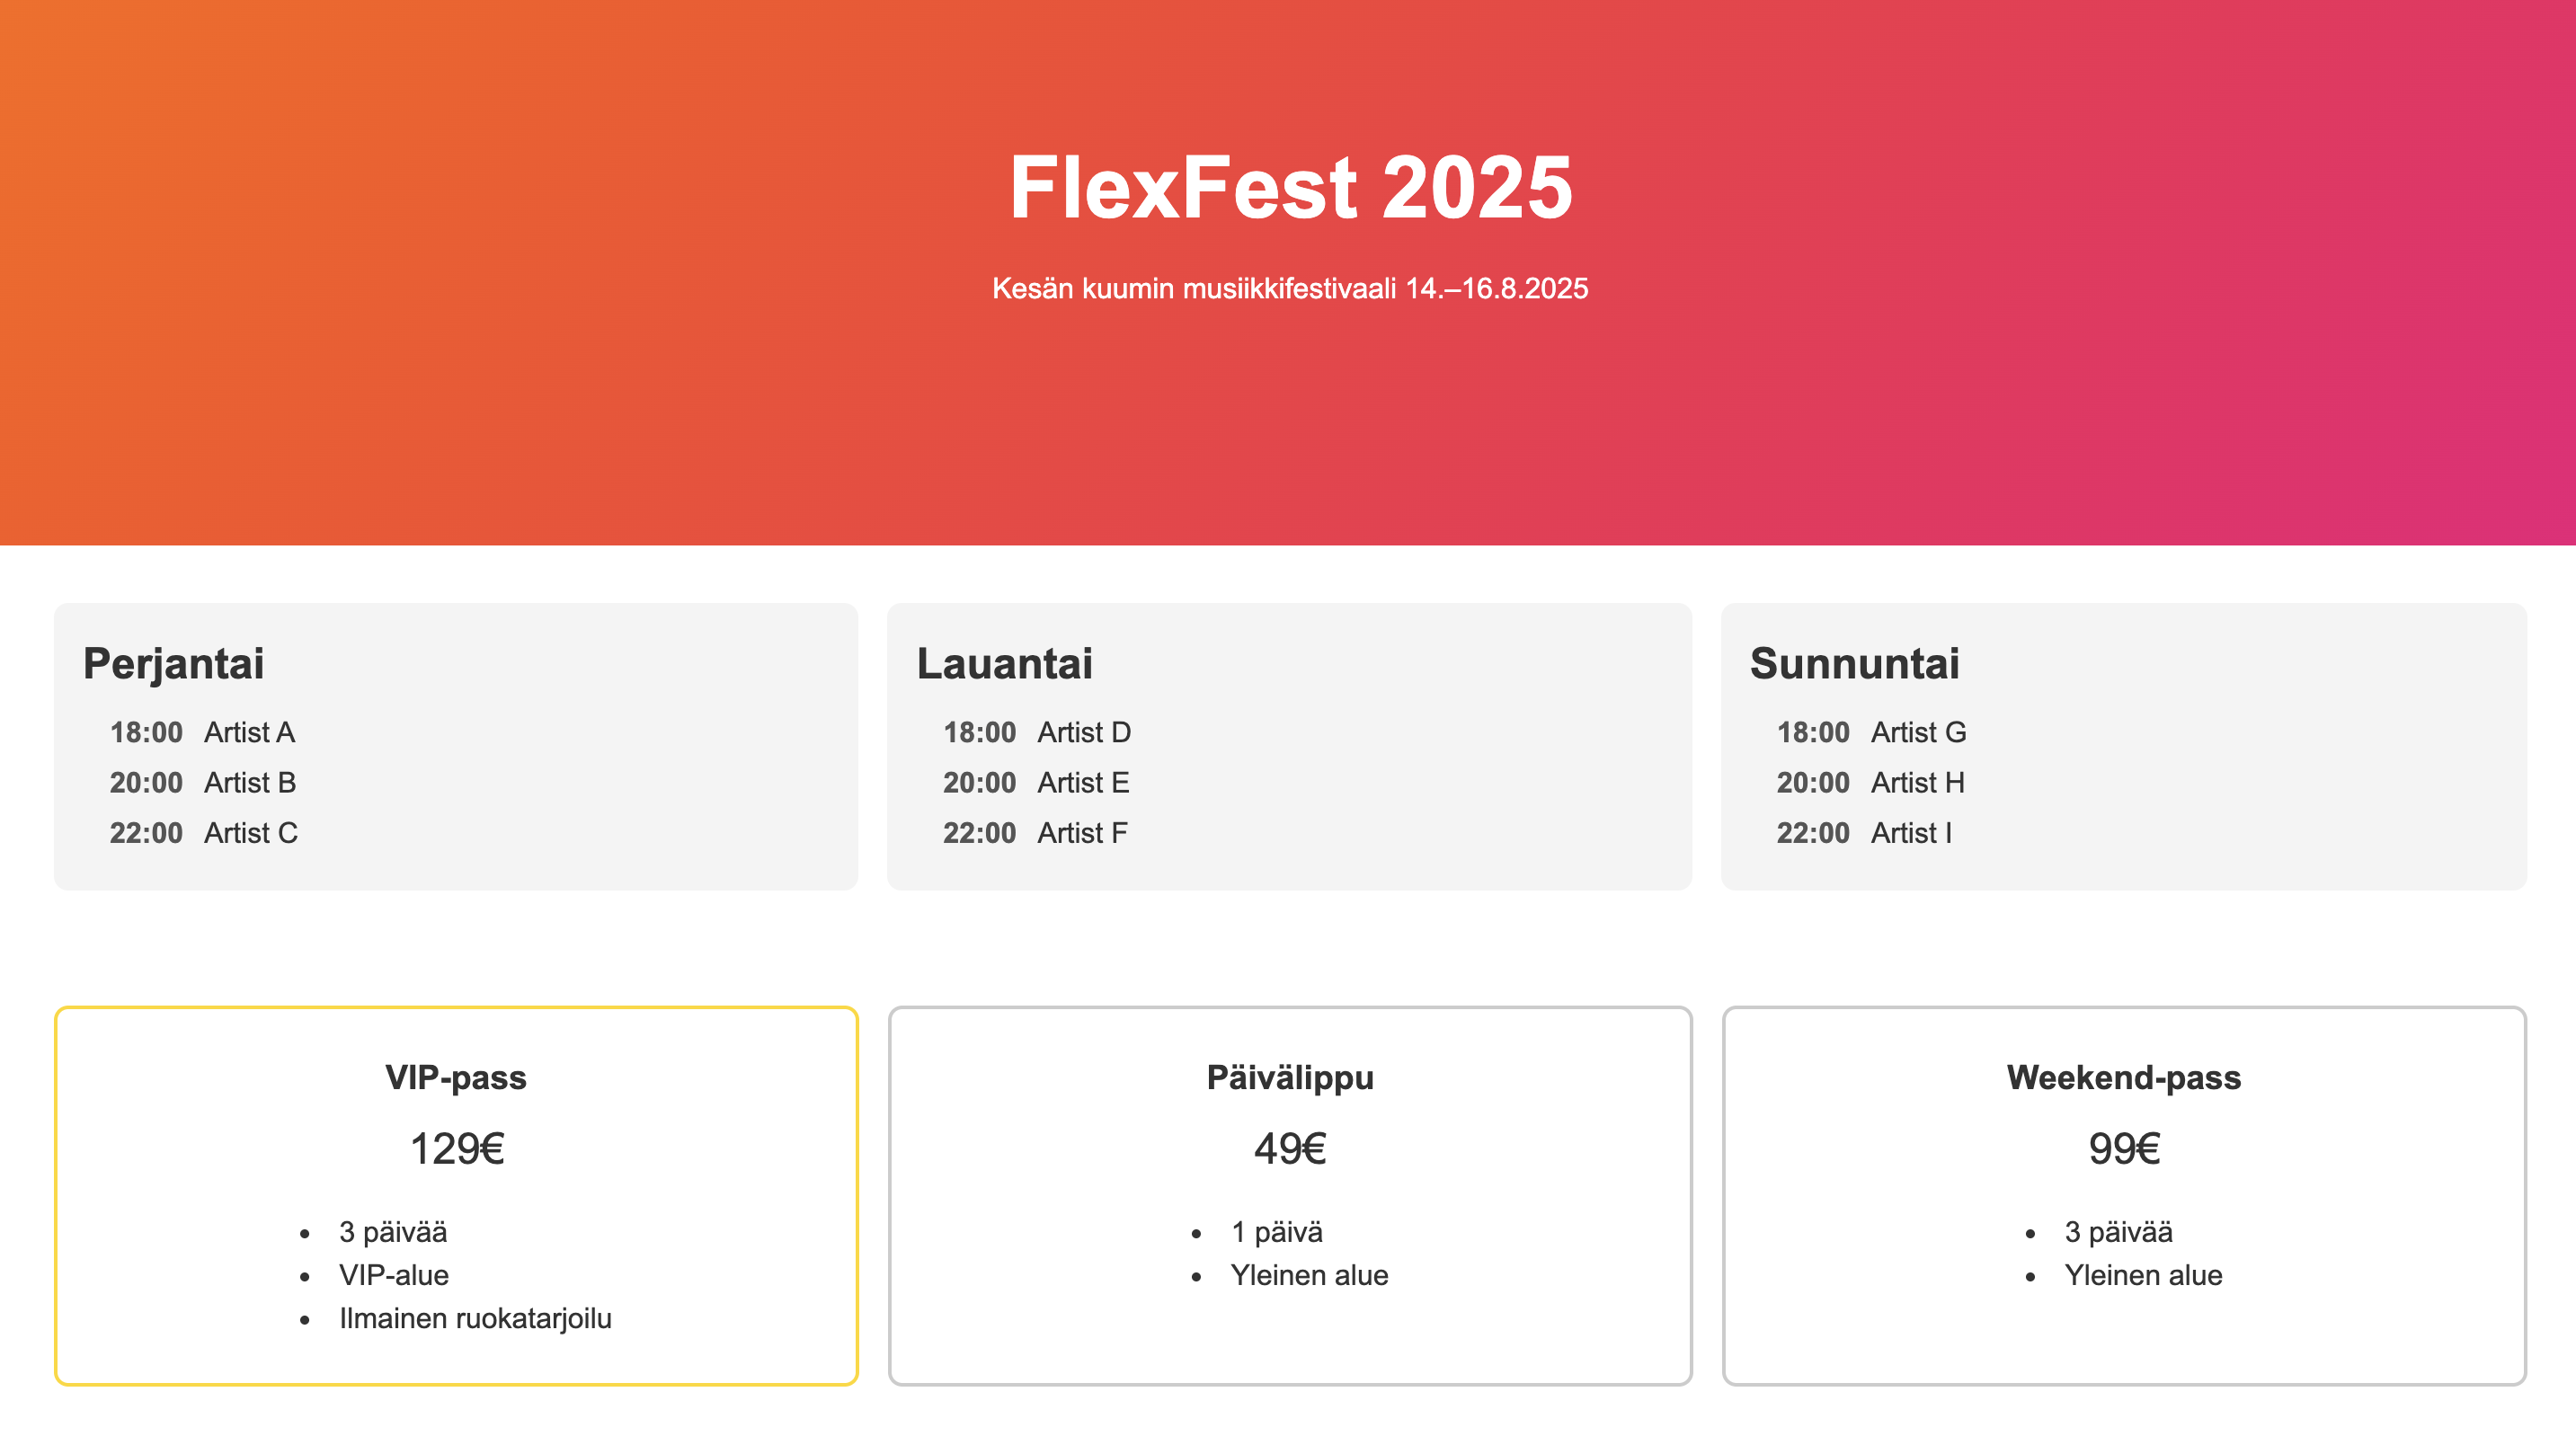 FlexFest 2025
Kesän kuumin musiikkifestivaali 14.–16.8.2025
Perjantai
18:00 Artist A
20:00 Artist B
22:00 Artist C
Lauantai
18:00 Artist D
20:00 Artist E
22:00 Artist F
Sunnuntai
18:00 Artist G
20:00 Artist H
22:00 Artist I
VIP-pass
129€
• 3 päivää
• VIP-alue
• Ilmainen ruokatarjoilu
Päivälippu
49€
• 1 päivä
• Yleinen alue
Weekend-pass
99€
• 3 päivää
• Yleinen alue